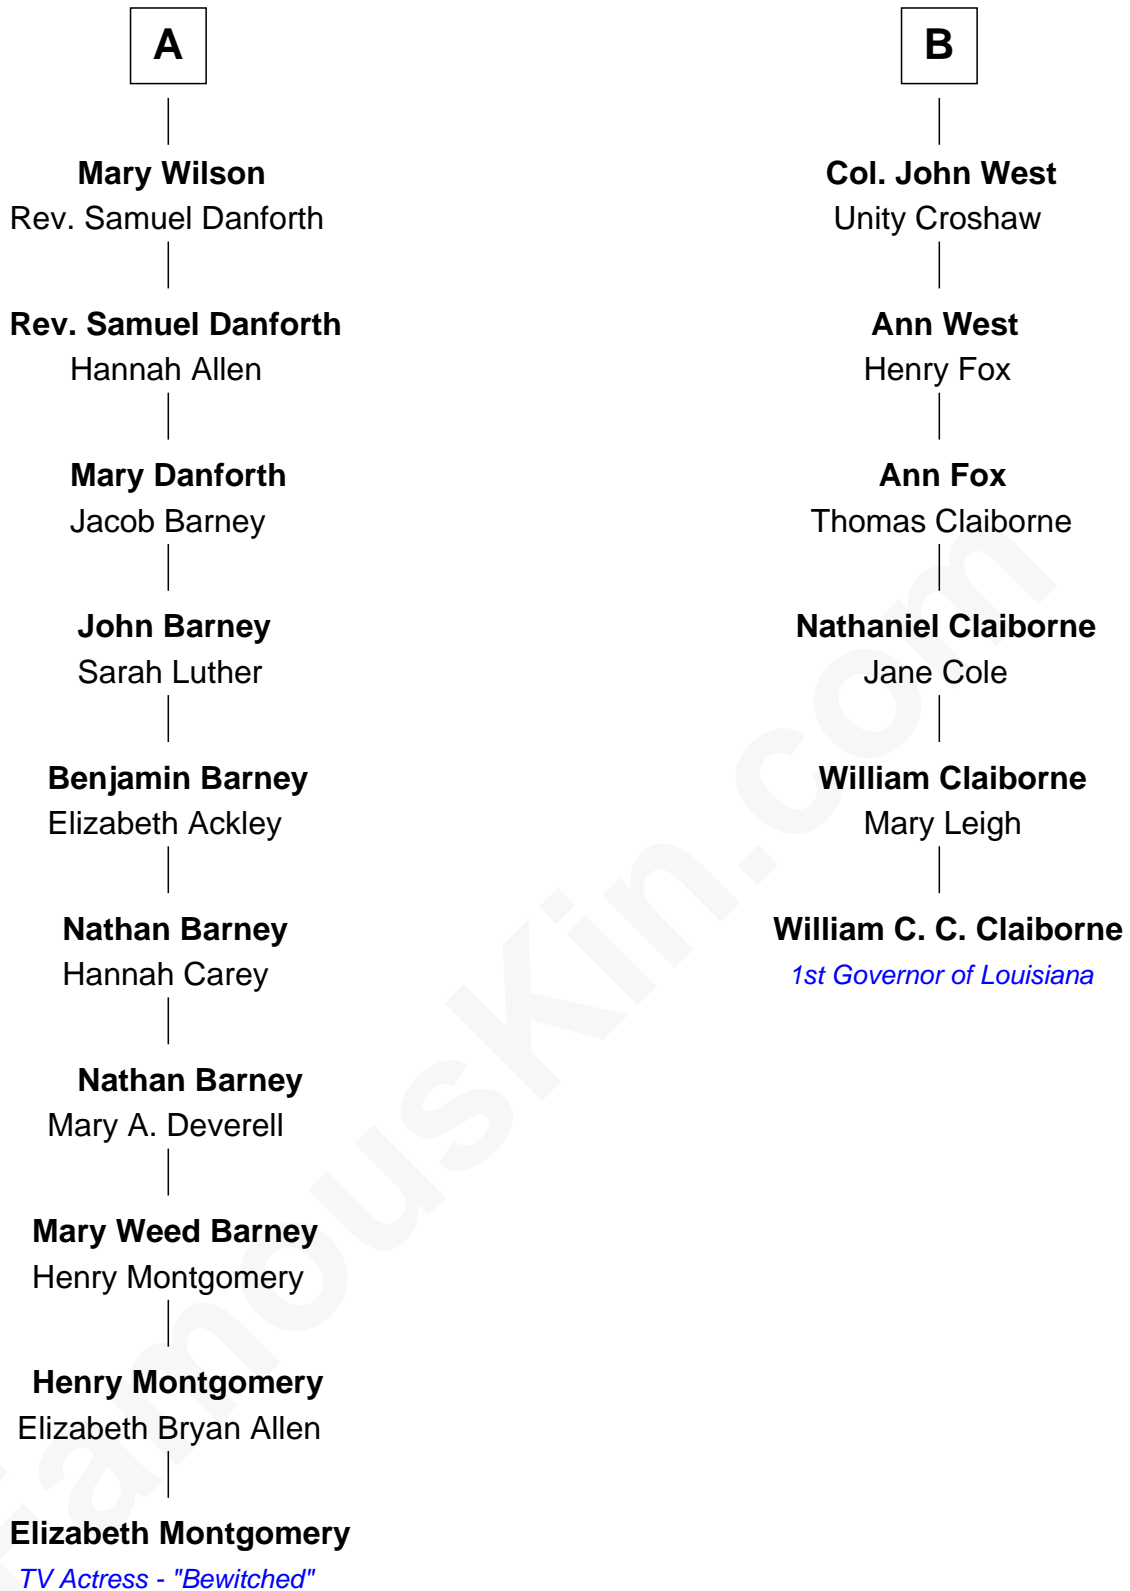 A
Mary Wilson
Rev. Samuel Danforth
Rev. Samuel Danforth
Hannah Allen
Mary Danforth
Jacob Barney
John Barney
Sarah Luther
Benjamin Barney
Elizabeth Ackley
Nathan Barney
Hannah Carey
Nathan Barney
Mary A. Deverell
Mary Weed Barney
Henry Montgomery
Henry Montgomery
Elizabeth Bryan Allen
Elizabeth Montgomery
TV Actress - "Bewitched"
B
Col. John West
Unity Croshaw
Ann West
Henry Fox
Ann Fox
Thomas Claiborne
Nathaniel Claiborne
Jane Cole
William Claiborne
Mary Leigh
William C. C. Claiborne
1st Governor of Louisiana
FamousKin.com